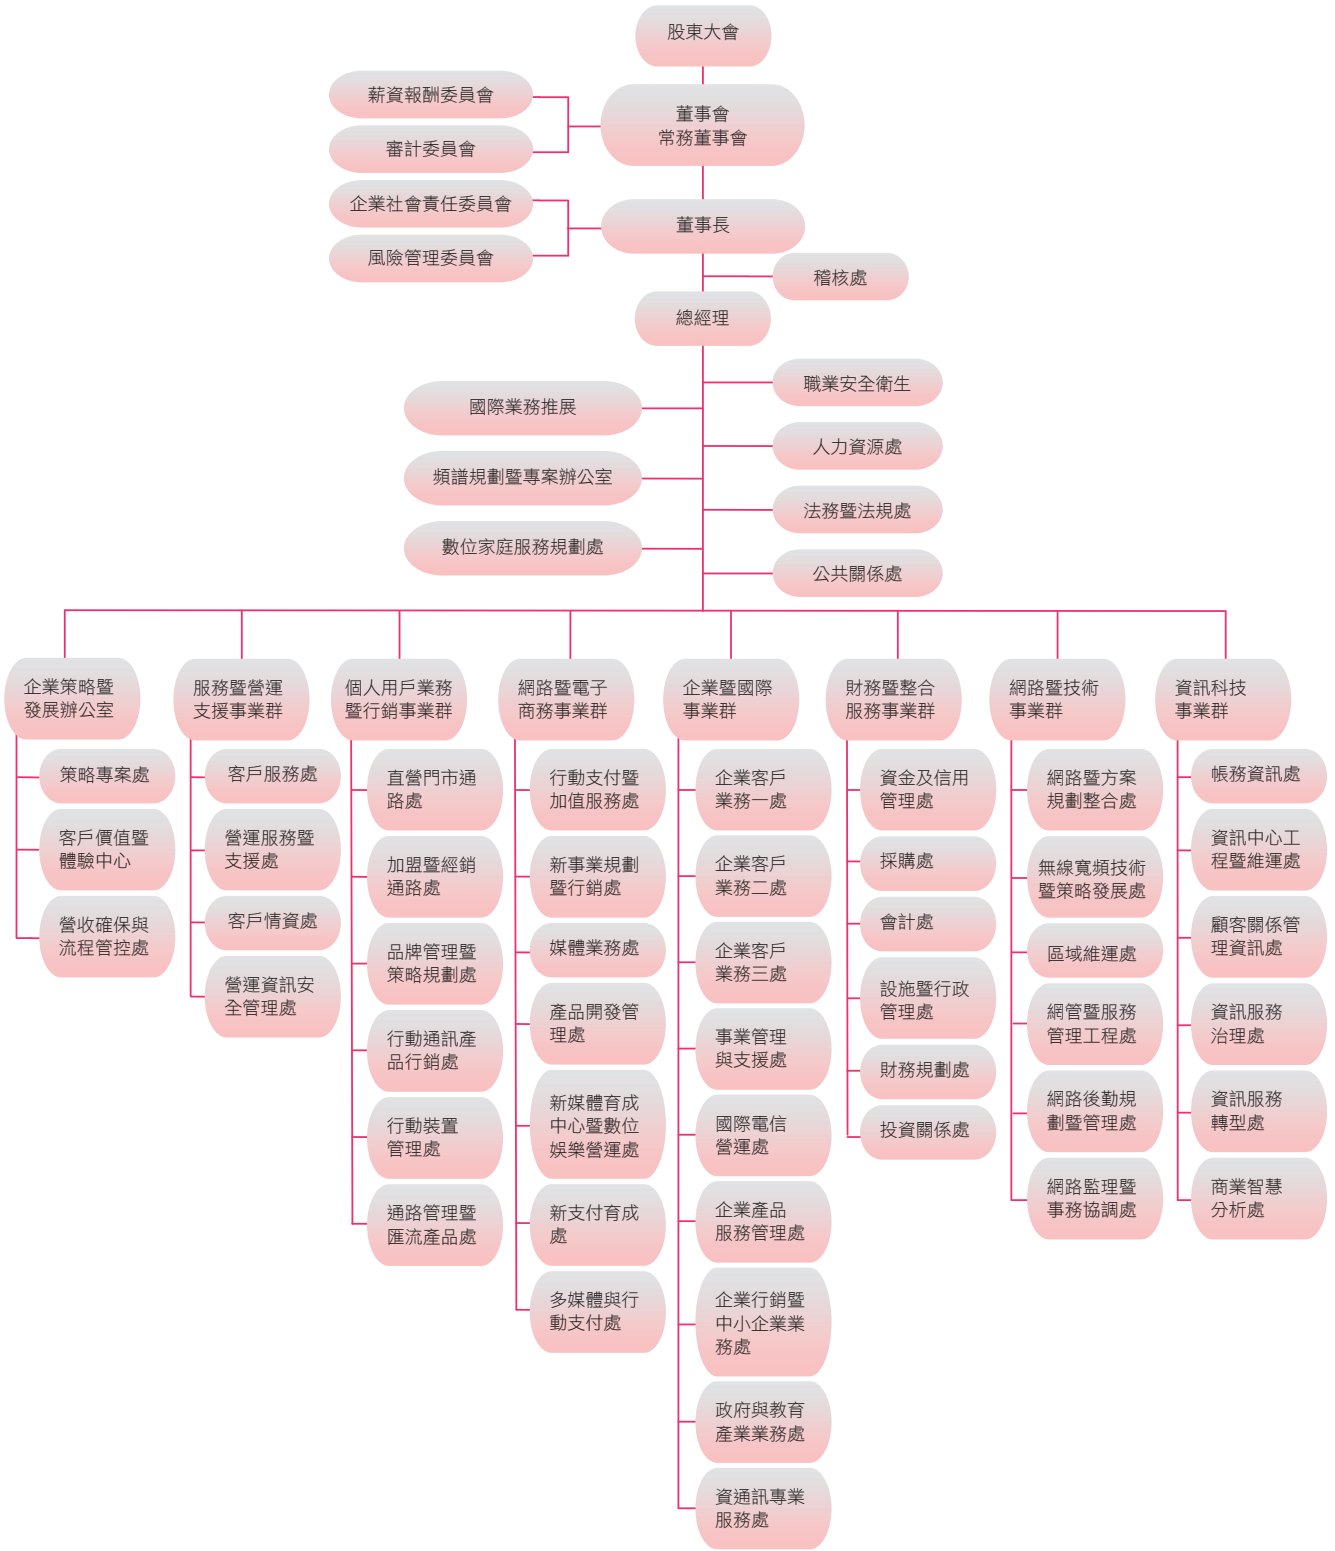 股東大會
薪資報酬委員會
董事會
常務董事會
審計委員會
企業社會責任委員會
董事長
風險管理委員會
稽核處
總經理
職業安全衛生
國際業務推展
人力資源處
頻譜規劃暨專案辦公室
法務暨法規處
數位家庭服務規劃處
公共關係處
企業策略暨
發展辦公室
策略專案處
客戶價值暨
體驗中心
營收確保與
流程管控處
服務暨營運
支援事業群
客戶服務處
營運服務暨
支援處
客戶情資處
營運資訊安
全管理處
個人用戶業務
暨行銷事業群
直營門市通
路處
加盟暨經銷
通路處
品牌管理暨
策略規劃處
行動通訊產
品行銷處
行動裝置
管理處
通路管理暨
匯流產品處
網路暨電子
商務事業群
行動支付暨
加值服務處
新事業規劃
暨行銷處
媒體業務處
產品開發管
理處
新媒體育成
中心暨數位
娛樂營運處
新支付育成
處
多媒體與行
動支付處
企業暨國際
事業群
企業客戶
業務一處
企業客戶
業務二處
企業客戶
業務三處
事業管理
與支援處
國際電信
營運處
企業產品
服務管理處
企業行銷暨
中小企業業
務處
政府與教育
產業業務處
資通訊專業
服務處
財務暨整合
服務事業群
資金及信用
管理處
採購處
會計處
設施暨行政
管理處
財務規劃處
投資關係處
網路暨技術
事業群
網路暨方案
規劃整合處
無線寬頻技術
暨策略發展處
區域維運處
網管暨服務
管理工程處
網路後勤規
劃暨管理處
網路監理暨
事務協調處
資訊科技
事業群
帳務資訊處
資訊中心工
程暨維運處
顧客關係管
理資訊處
資訊服務
治理處
資訊服務
轉型處
商業智慧
分析處